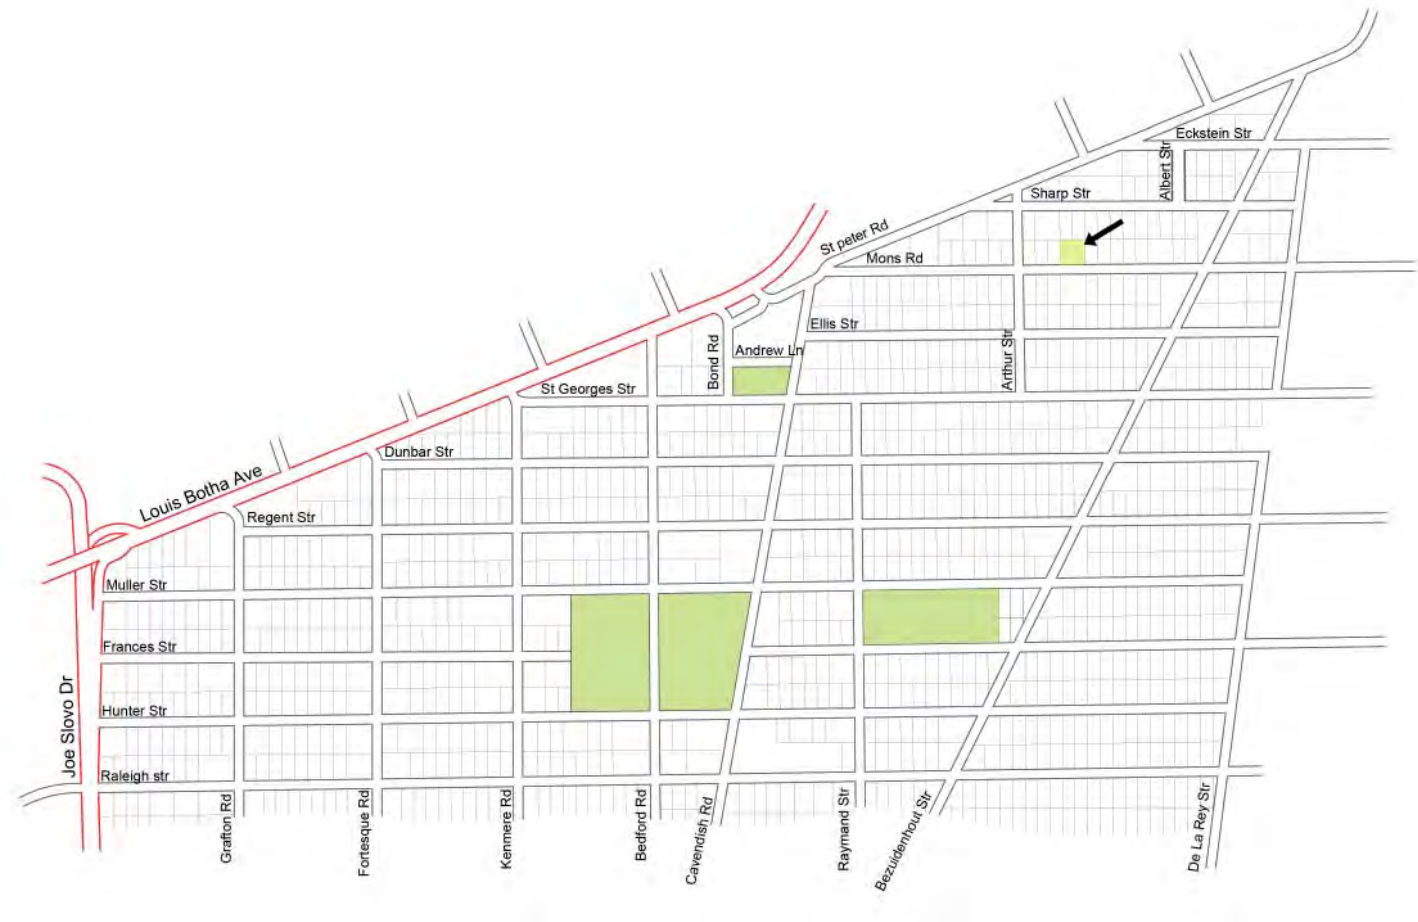 Eckstein Str
Albert Str
Sharp Str
St peter Rd
Mons Rd
Ellis Str
Arthur Str
Bond Rd
Andrew Ln
St Georges Str
Dunbar Str
Louis Botha Ave
Regent Str
Muller Str
Frances Str
Hunter Str
Joe Slovo Dr
Raleigh str
Grafton Rd
Fortesque Rd
Kenmere Rd
Bedford Rd
Cavendish Rd
Raymand Str
Bezuidenhout Str
De La Rey Str